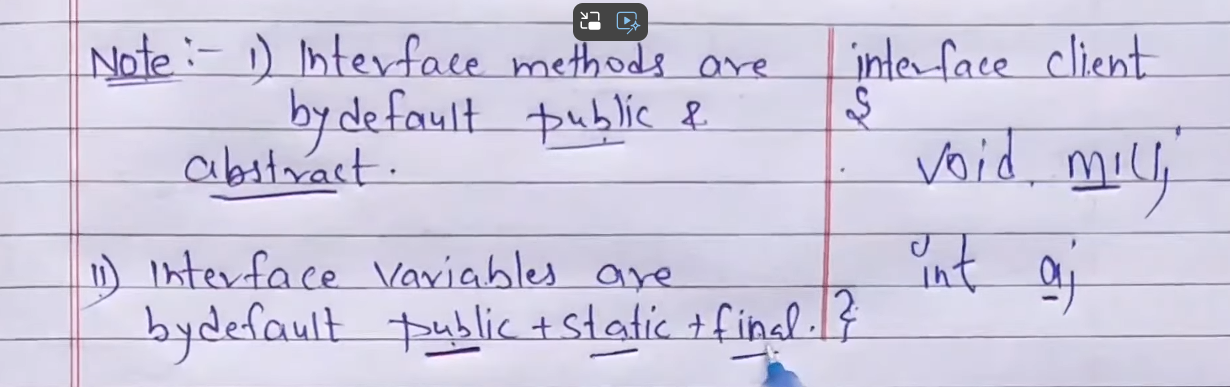 Note :- i) Interface methods are
bydefault public &
abstract.
ii) Interface variables are
bydefault public + static + final.
interface client
{
void m1();
int a;
}